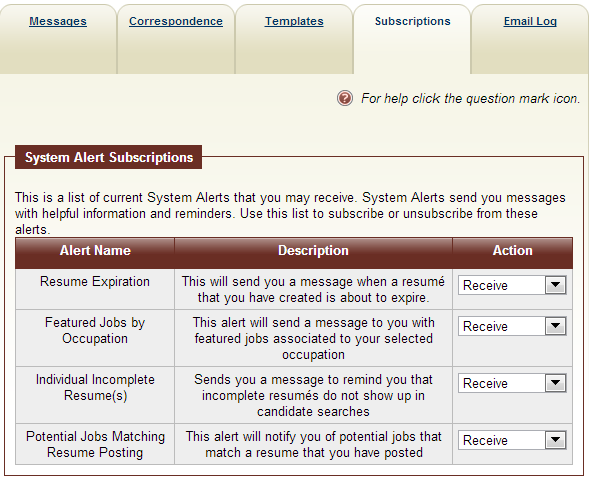 Messages
Correspondence
Templates
Subscriptions
Email Log
? For help click the question mark icon.
System Alert Subscriptions
This is a list of current System Alerts that you may receive. System Alerts send you messages
with helpful information and reminders. Use this list to subscribe or unsubscribe from these
alerts.
Alert Name
Description
Action
Resume Expiration
This will send you a message when a resumé
that you have created is about to expire.
Receive
Featured Jobs by
Occupation
This alert will send a message to you with
featured jobs associated to your selected
occupation
Receive
Individual Incomplete
Resume(s)
Sends you a message to remind you that
incomplete resumés do not show up in
candidate searches
Receive
Potential Jobs Matching
Resume Posting
This alert will notify you of potential jobs that
match a resume that you have posted
Receive